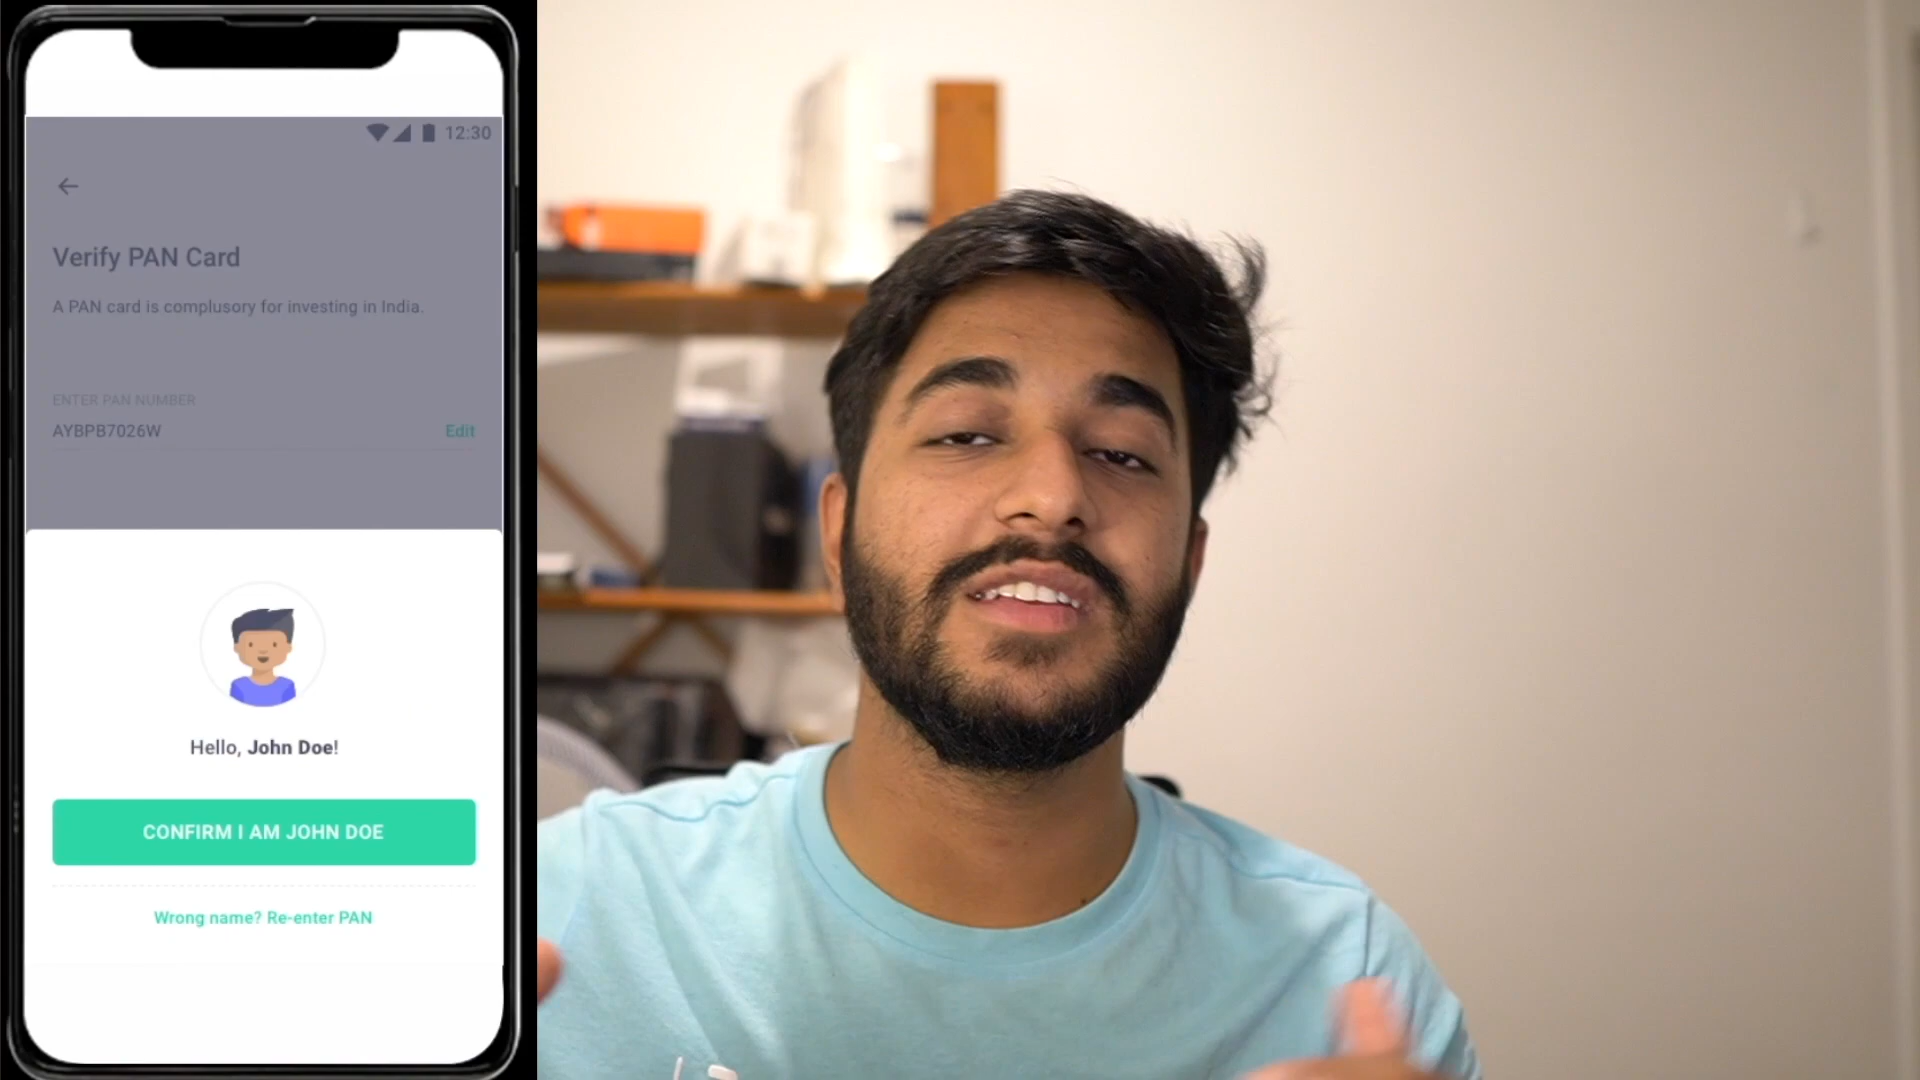 12:30
Verify PAN Card
A PAN card is complusory for investing in India.
ENTER PAN NUMBER
AYBPB7026W Edit
Hello, John Doe!
CONFIRM I AM JOHN DOE
Wrong name? Re-enter PAN